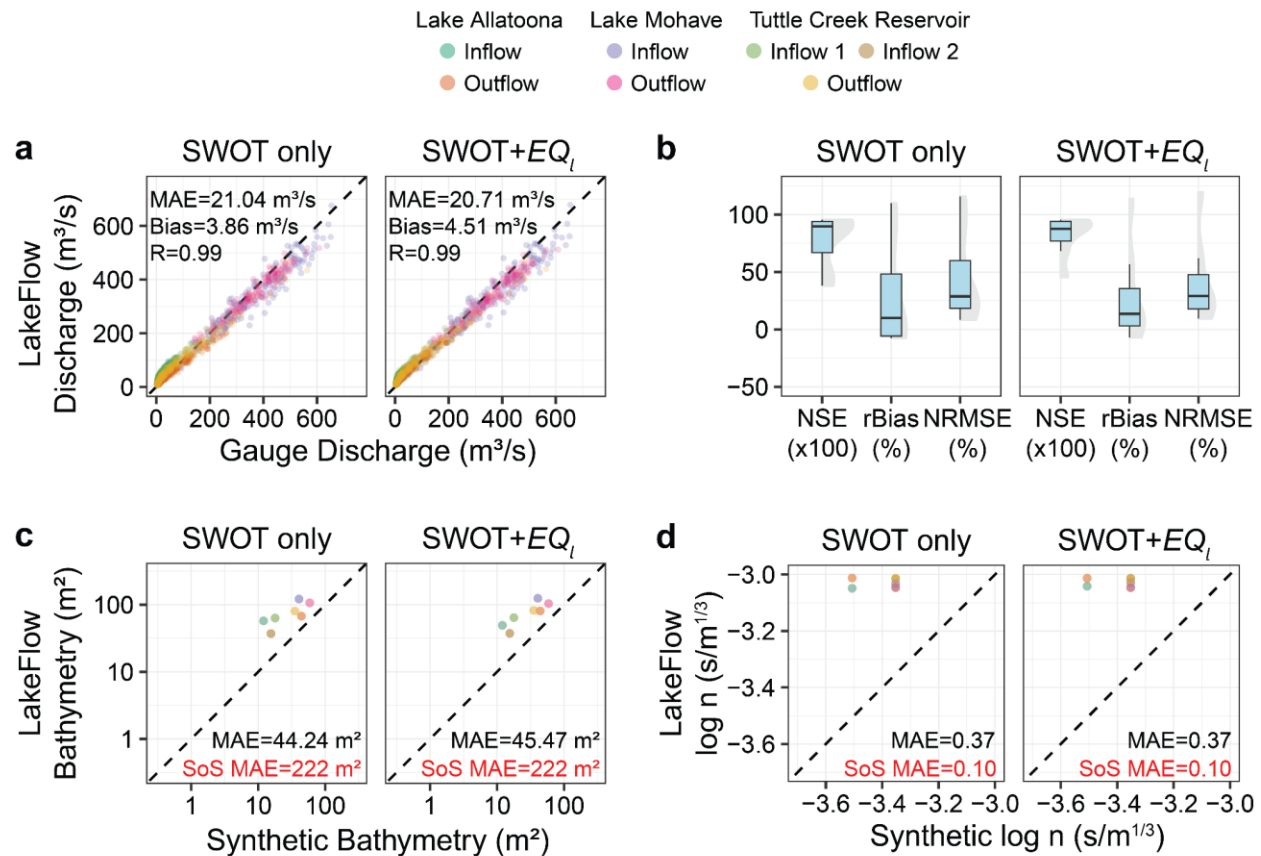 Lake Allatoona Lake Mohave Tuttle Creek Reservoir
Inflow Inflow Inflow 1 Inflow 2
Outflow Outflow Outflow
a
SWOT only SWOT+EQₗ
LakeFlow
Discharge (m³/s)
600
400
200
0
MAE=21.04 m³/s
Bias=3.86 m³/s
R=0.99
MAE=20.71 m³/s
Bias=4.51 m³/s
R=0.99
0 200 400 600 0 200 400 600
Gauge Discharge (m³/s)
b
SWOT only SWOT+EQₗ
100
50
0
−50
NSE rBias NRMSE NSE rBias NRMSE
(x100) (%) (%) (x100) (%) (%)
c
SWOT only SWOT+EQₗ
LakeFlow
Bathymetry (m²)
100
10
1
MAE=44.24 m²
SoS MAE=222 m²
MAE=45.47 m²
SoS MAE=222 m²
1 10 100 1 10 100
Synthetic Bathymetry (m²)
d
SWOT only SWOT+EQₗ
LakeFlow
log n (s/m^1/3)
−3.0
−3.2
−3.4
−3.6
MAE=0.37
SoS MAE=0.10
MAE=0.37
SoS MAE=0.10
−3.6 −3.4 −3.2 −3.0 −3.6 −3.4 −3.2 −3.0
Synthetic log n (s/m^1/3)